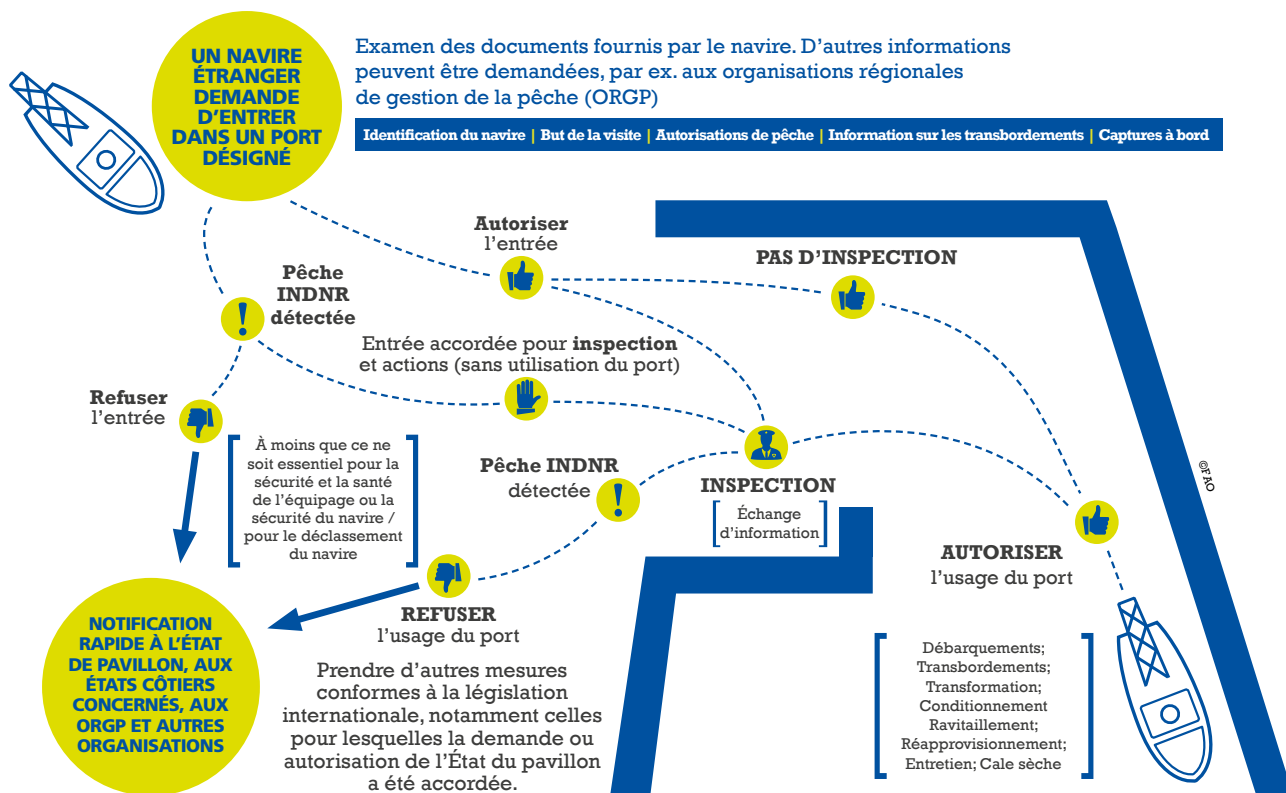 UN NAVIRE
ÉTRANGER
DEMANDE
D'ENTRER
DANS UN PORT
DÉSIGNÉ
Examen des documents fournis par le navire. D'autres informations
peuvent être demandées, par ex. aux organisations régionales
de gestion de la pêche (ORGP)
Identification du navire | But de la visite | Autorisations de pêche | Information sur les transbordements | Captures à bord
Autoriser
l'entrée
PAS D'INSPECTION
Pêche
INDNR
détectée
Entrée accordée pour inspection
et actions (sans utilisation du port)
Refuser
l'entrée
À moins que ce ne
soit essentiel pour la
sécurité et la santé
de l'équipage ou la
sécurité du navire /
pour le déclassement
du navire
Pêche INDNR
détectée
INSPECTION
Échange
d'information
©FAO
AUTORISER
l'usage du port
REFUSER
l'usage du port
Prendre d'autres mesures
conformes à la législation
internationale, notamment celles
pour lesquelles la demande ou
autorisation de l'État du pavillon
a été accordée.
NOTIFICATION
RAPIDE À L'ÉTAT
DE PAVILLON, AUX
ÉTATS CÔTIERS
CONCERNÉS, AUX
ORGP ET AUTRES
ORGANISATIONS
Débarquements;
Transbordements;
Transformation;
Conditionnement
Ravitaillement;
Réapprovisionnement;
Entretien; Cale sèche